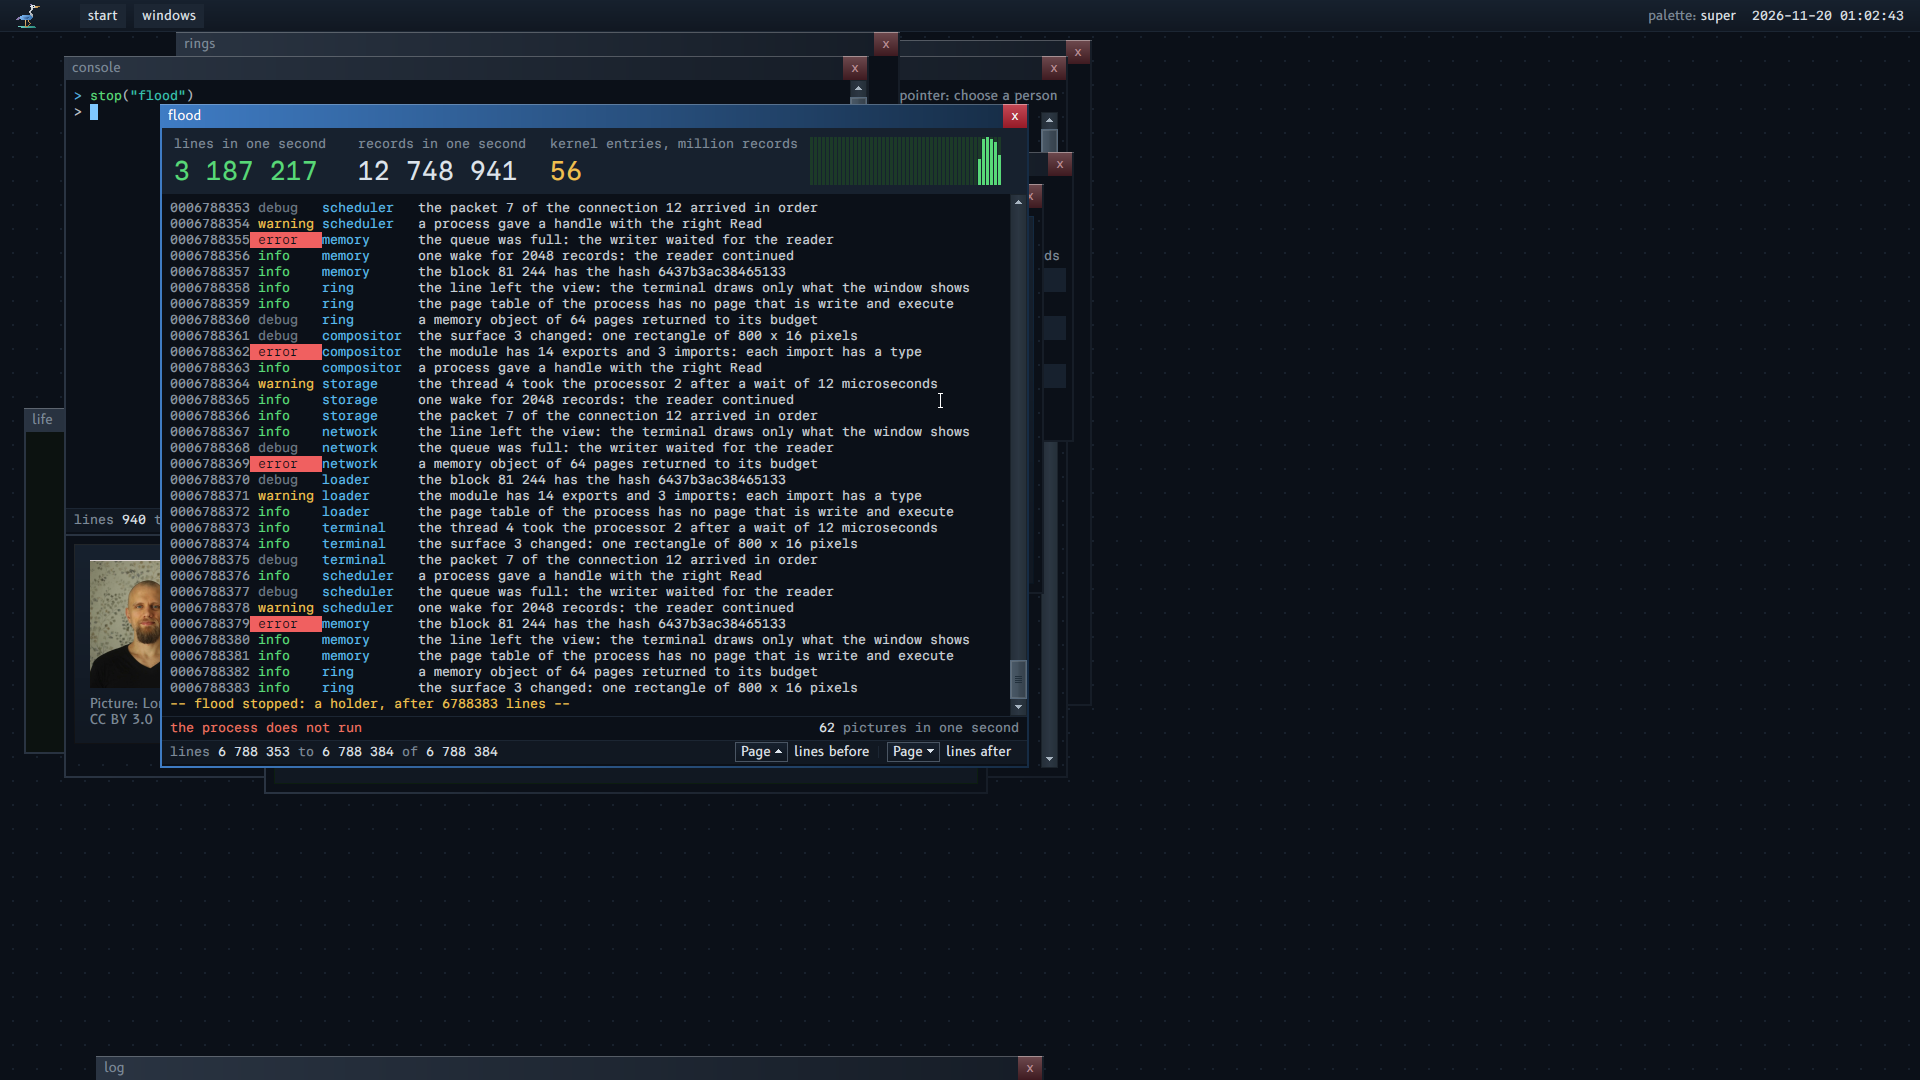 start windows palette: super 2026-11-20 01:02:43
rings x
x
console x
x
> stop("flood")
pointer: choose a person
>
flood x
lines in one second records in one second kernel entries, million records
3 187 217 12 748 941 56
x
x
0006788353 debug scheduler the packet 7 of the connection 12 arrived in order
0006788354 warning scheduler a process gave a handle with the right Read
0006788355 error memory the queue was full: the writer waited for the reader
0006788356 info memory one wake for 2048 records: the reader continued
ds
0006788357 info memory the block 81 244 has the hash 6437b3ac38465133
0006788358 info ring the line left the view: the terminal draws only what the window shows
0006788359 info ring the page table of the process has no page that is write and execute
0006788360 debug ring a memory object of 64 pages returned to its budget
0006788361 debug compositor the surface 3 changed: one rectangle of 800 x 16 pixels
0006788362 error compositor the module has 14 exports and 3 imports: each import has a type
0006788363 info compositor a process gave a handle with the right Read
0006788364 warning storage the thread 4 took the processor 2 after a wait of 12 microseconds
0006788365 info storage one wake for 2048 records: the reader continued
0006788366 info storage the packet 7 of the connection 12 arrived in order
life
0006788367 info network the line left the view: the terminal draws only what the window shows
0006788368 debug network the queue was full: the writer waited for the reader
0006788369 error network a memory object of 64 pages returned to its budget
0006788370 debug loader the block 81 244 has the hash 6437b3ac38465133
0006788371 warning loader the module has 14 exports and 3 imports: each import has a type
0006788372 info loader the page table of the process has no page that is write and execute
lines 940 t
0006788373 info terminal the thread 4 took the processor 2 after a wait of 12 microseconds
0006788374 info terminal the surface 3 changed: one rectangle of 800 x 16 pixels
0006788375 debug terminal the packet 7 of the connection 12 arrived in order
0006788376 info scheduler a process gave a handle with the right Read
0006788377 debug scheduler the queue was full: the writer waited for the reader
0006788378 warning scheduler one wake for 2048 records: the reader continued
0006788379 error memory the block 81 244 has the hash 6437b3ac38465133
0006788380 info memory the line left the view: the terminal draws only what the window shows
0006788381 info memory the page table of the process has no page that is write and execute
0006788382 info ring a memory object of 64 pages returned to its budget
0006788383 info ring the surface 3 changed: one rectangle of 800 x 16 pixels
-- flood stopped: a holder, after 6788383 lines --
Picture: Lo
CC BY 3.0
the process does not run 62 pictures in one second
lines 6 788 353 to 6 788 384 of 6 788 384 Page lines before Page lines after
log x